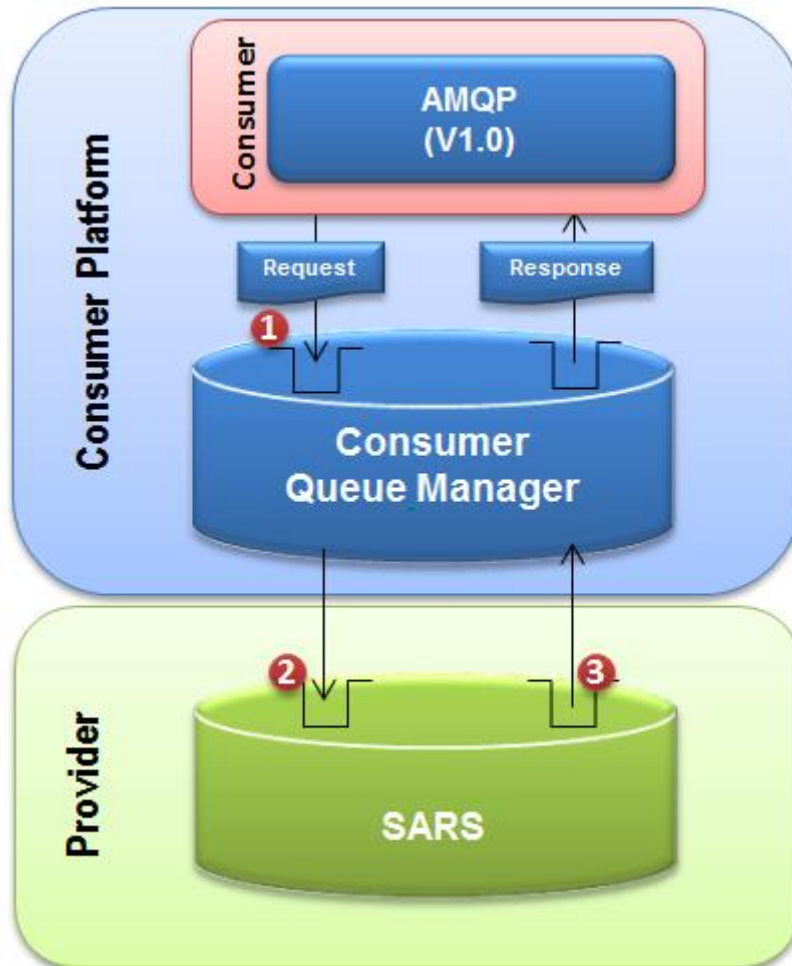 Consumer Platform
Consumer
AMQP
(V1.0)
Request
Response
1
Consumer
Queue Manager
Provider
2
3
SARS